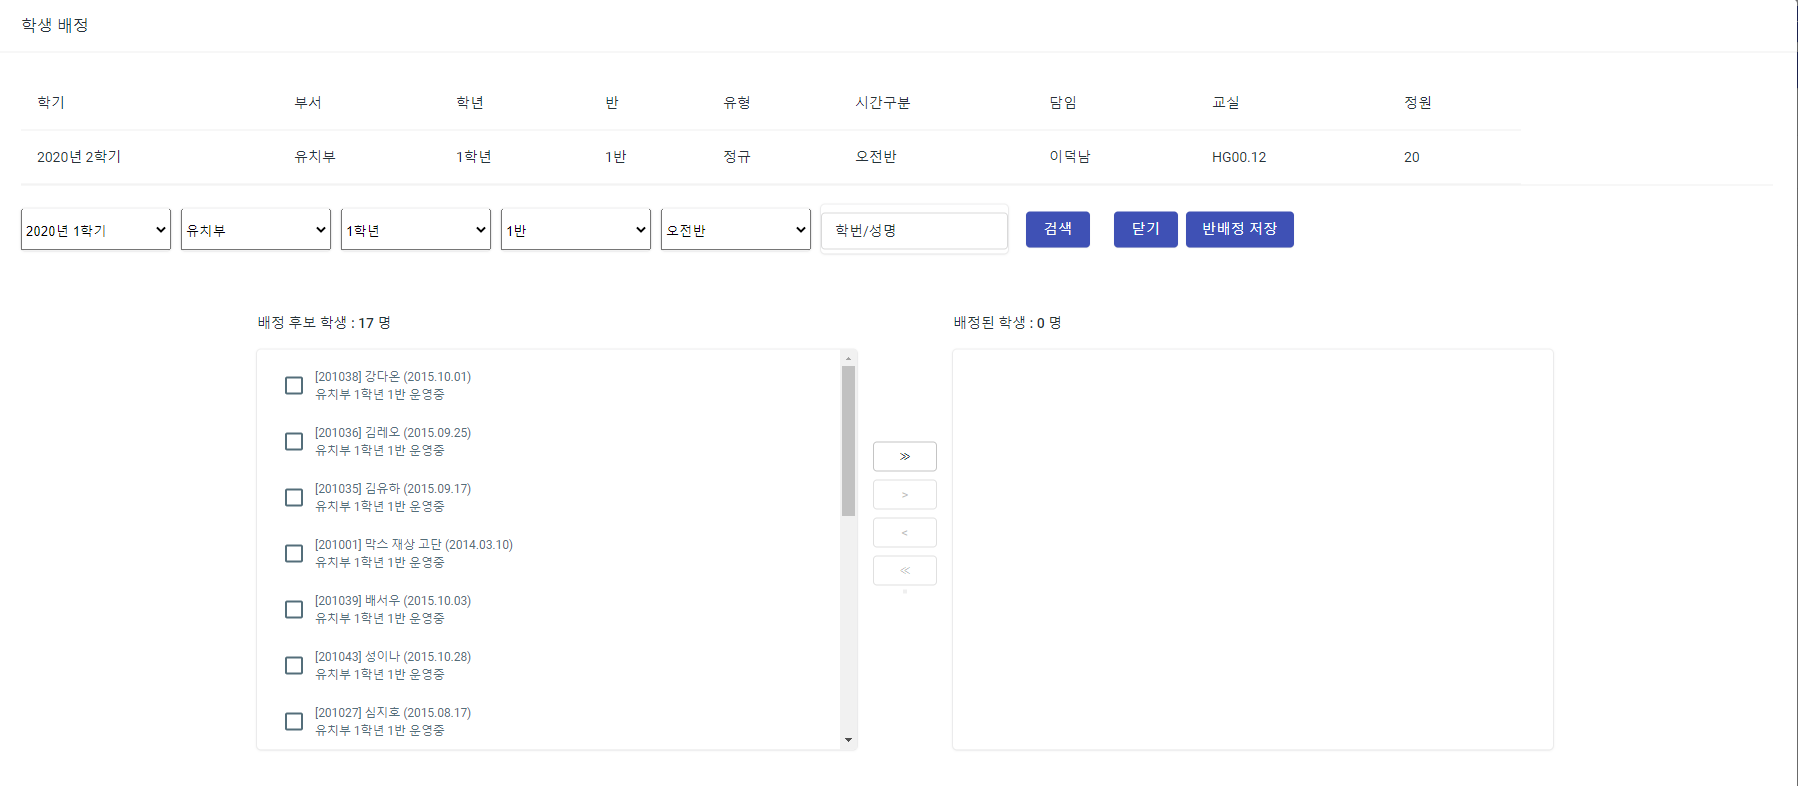 학생 배정
학기 부서 학년 반 유형 시간구분 담임 교실 정원
2020년 2학기 유치부 1학년 1반 정규 오전반 이덕남 HG00.12 20
2020년 1학기 유치부 1학년 1반 오전반 학번/성명 검색 닫기 반배정 저장
배정 후보 학생 : 17 명
[201038] 강다온 (2015.10.01)
유치부 1학년 1반 운영중
[201036] 김레오 (2015.09.25)
유치부 1학년 1반 운영중
[201035] 김유하 (2015.09.17)
유치부 1학년 1반 운영중
[201001] 막스 재상 고단 (2014.03.10)
유치부 1학년 1반 운영중
[201039] 배서우 (2015.10.03)
유치부 1학년 1반 운영중
[201043] 성이나 (2015.10.28)
유치부 1학년 1반 운영중
[201027] 심지호 (2015.08.17)
유치부 1학년 1반 운영중
≫
>
<
≪
배정된 학생 : 0 명